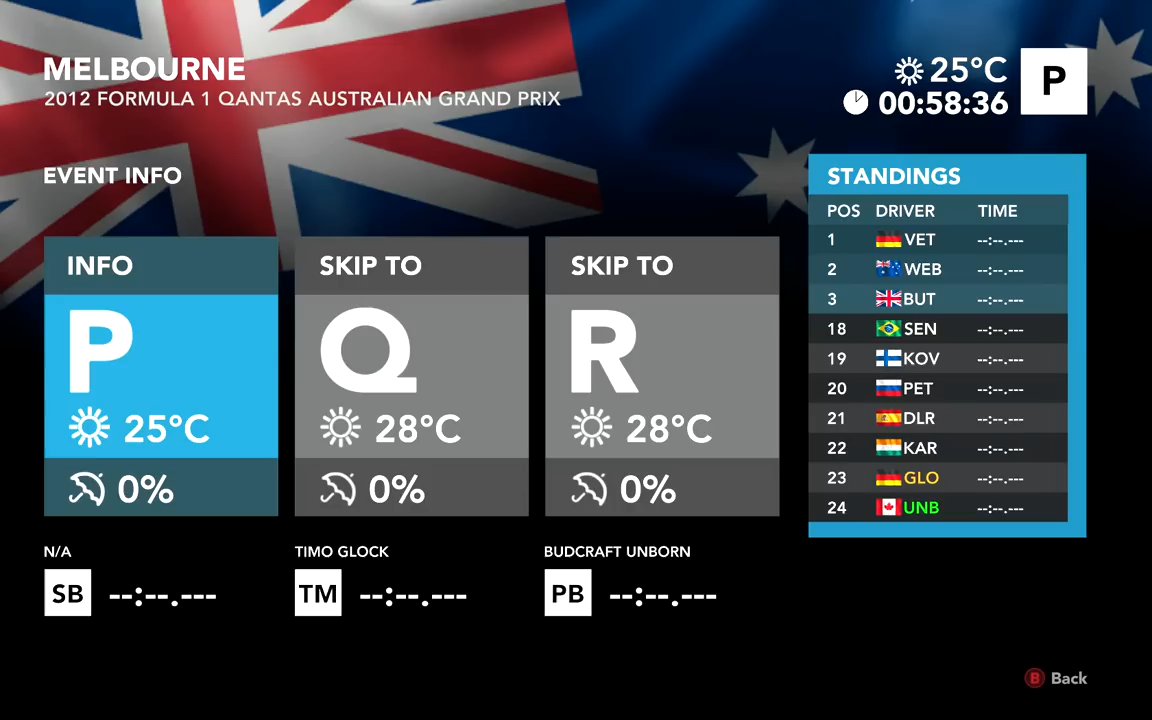 MELBOURNE
2012 FORMULA 1 QANTAS AUSTRALIAN GRAND PRIX
25°C
00:58:36
P
EVENT INFO
INFO
P
25°C
0%
SKIP TO
Q
28°C
0%
SKIP TO
R
28°C
0%
N/A
SB --:--.---
TIMO GLOCK
TM --:--.---
BUDCRAFT UNBORN
PB --:--.---
STANDINGS
POS DRIVER TIME
1 VET --:--.---
2 WEB --:--.---
3 BUT --:--.---
18 SEN --:--.---
19 KOV --:--.---
20 PET --:--.---
21 DLR --:--.---
22 KAR --:--.---
23 GLO --:--.---
24 UNB --:--.---
B Back